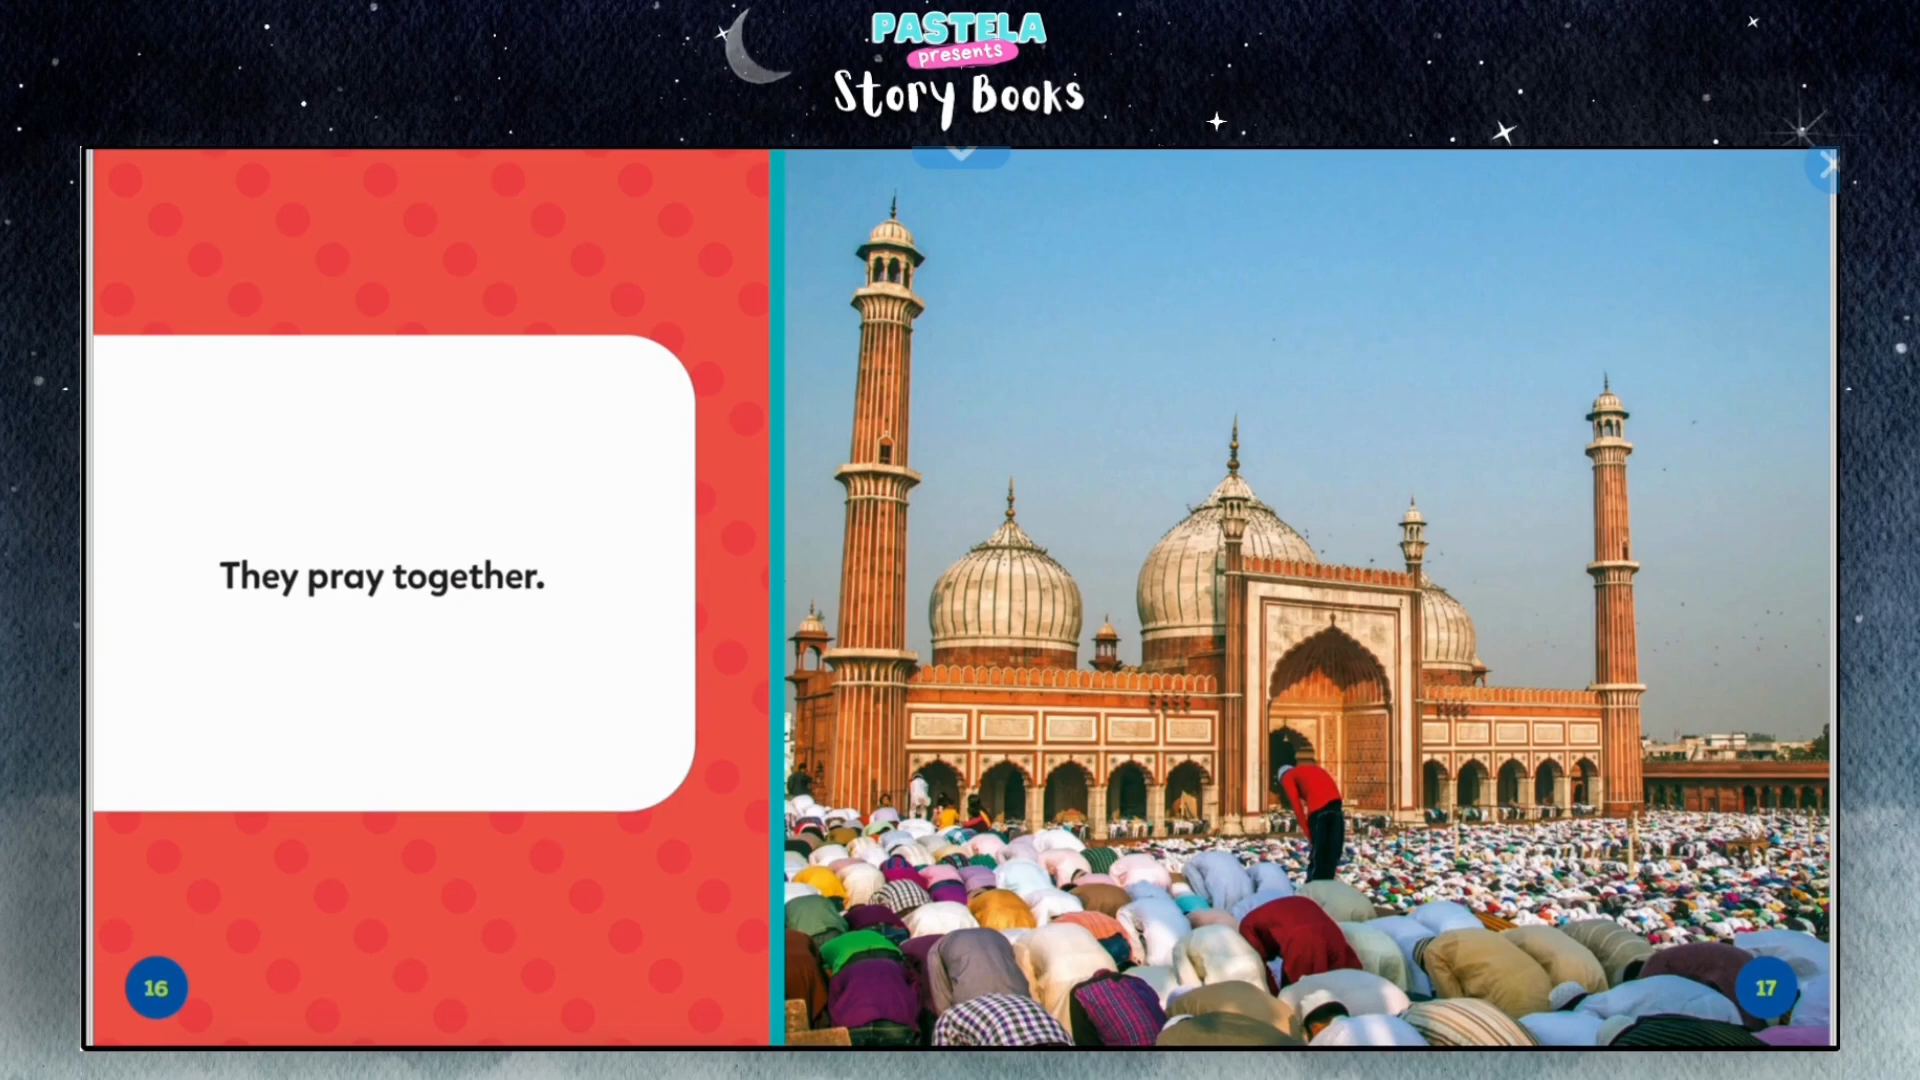 PASTELA
presents
Story Books
They pray together.
16
17